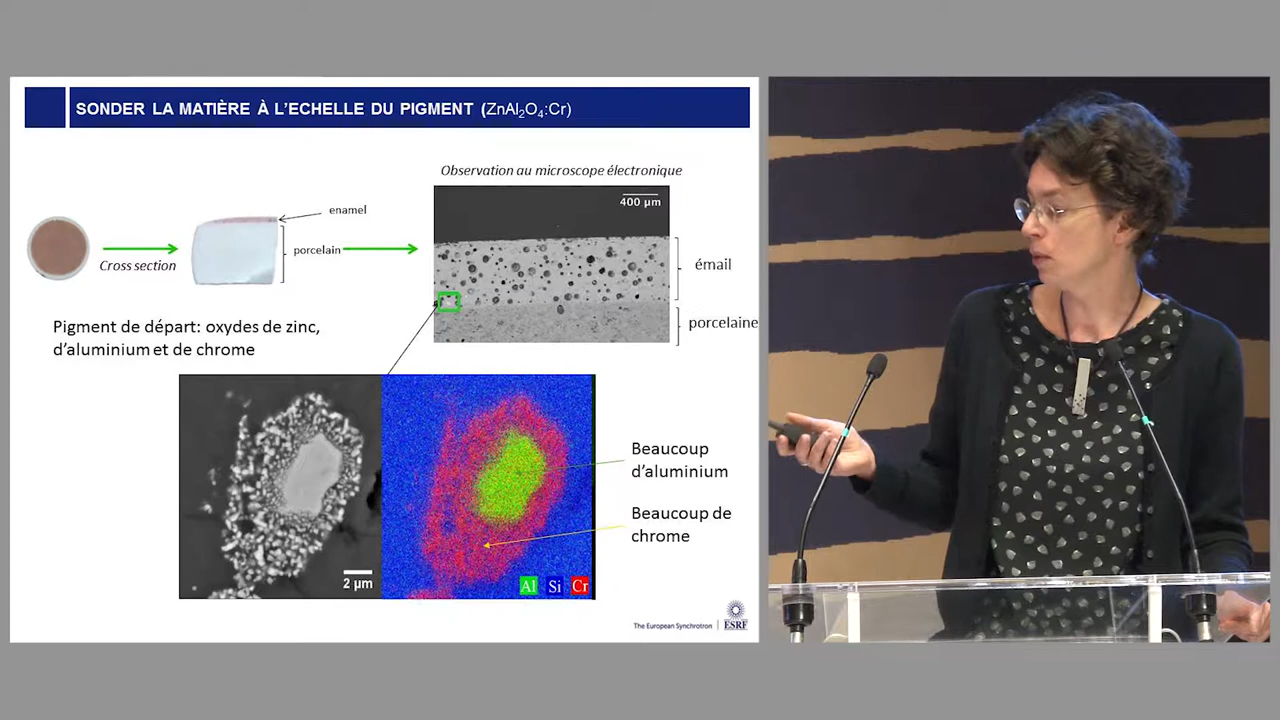 SONDER LA MATIÈRE À L'ECHELLE DU PIGMENT (ZnAl₂O₄:Cr)
Observation au microscope électronique
400 µm
enamel
porcelain
Cross section
émail
porcelaine
Pigment de départ: oxydes de zinc,
d'aluminium et de chrome
Beaucoup
d'aluminium
Beaucoup de
chrome
2 µm
Al Si Cr
The European Synchrotron
ESRF